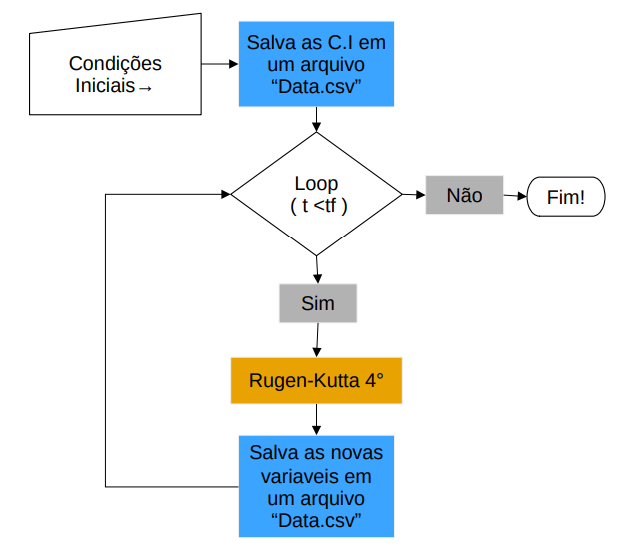 Condições
Iniciais→
Salva as C.I em
um arquivo
“Data.csv”
Loop
( t <tf )
Não
Fim!
Sim
Rugen-Kutta 4°
Salva as novas
variaveis em
um arquivo
“Data.csv”